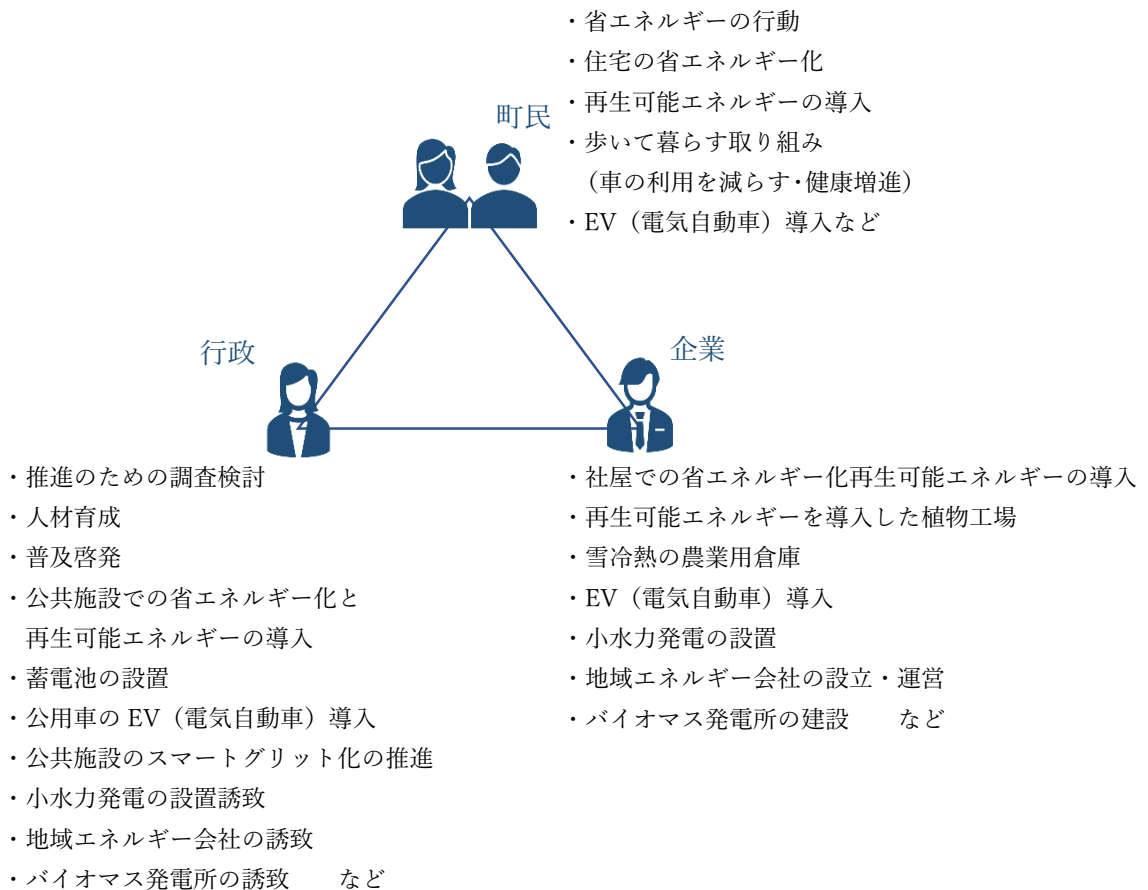 ・省エネルギーの行動
・住宅の省エネルギー化
・再生可能エネルギーの導入
町民
・歩いて暮らす取り組み
（車の利用を減らす・健康増進）
・EV（電気自動車）導入など
行政
企業
・推進のための調査検討
・人材育成
・普及啓発
・公共施設での省エネルギー化と
再生可能エネルギーの導入
・蓄電池の設置
・公用車の EV（電気自動車）導入
・公共施設のスマートグリット化の推進
・小水力発電の設置誘致
・地域エネルギー会社の誘致
・バイオマス発電所の誘致　　など
・社屋での省エネルギー化再生可能エネルギーの導入
・再生可能エネルギーを導入した植物工場
・雪冷熱の農業用倉庫
・EV（電気自動車）導入
・小水力発電の設置
・地域エネルギー会社の設立・運営
・バイオマス発電所の建設　　など